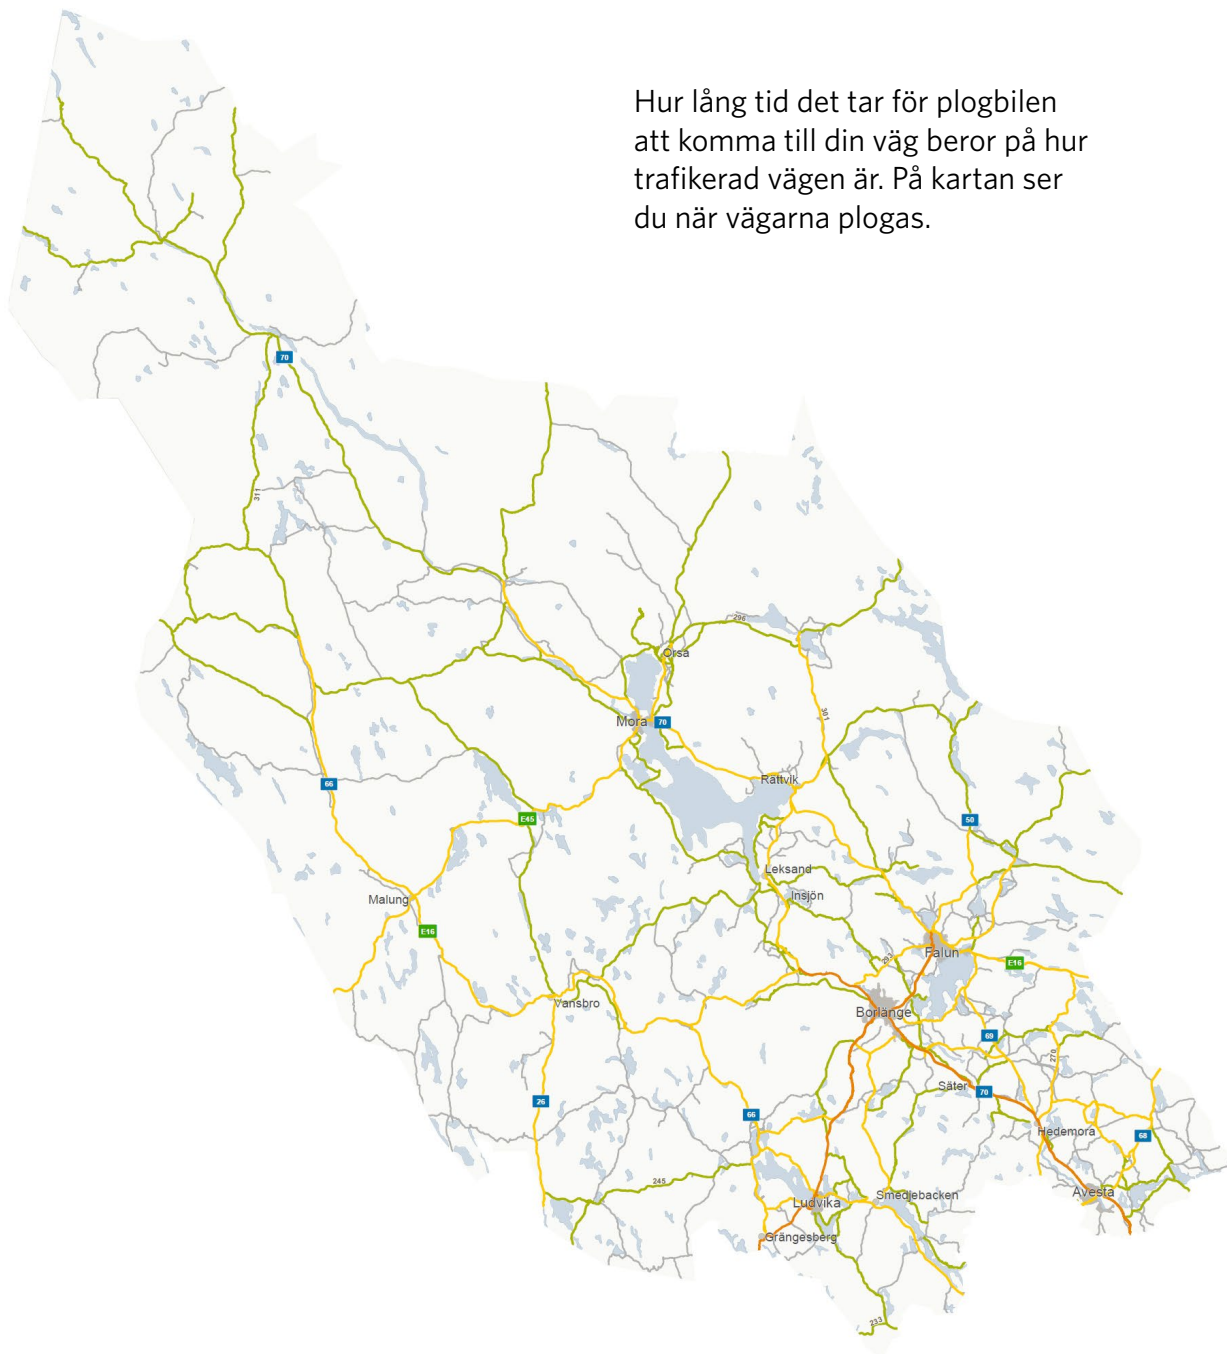 Hur lång tid det tar för plogbilen
att komma till din väg beror på hur
trafikerad vägen är. På kartan ser
du när vägarna plogas.
70
311
296
Orsa
Mora
70
301
Rättvik
66
E45
50
Leksand
Insjön
Malung
E16
293
Falun
E16
Vansbro
Borlänge
69
270
Säter
70
26
66
Hedemora
68
245
Avesta
Smedjebacken
Ludvika
Grängesberg
233